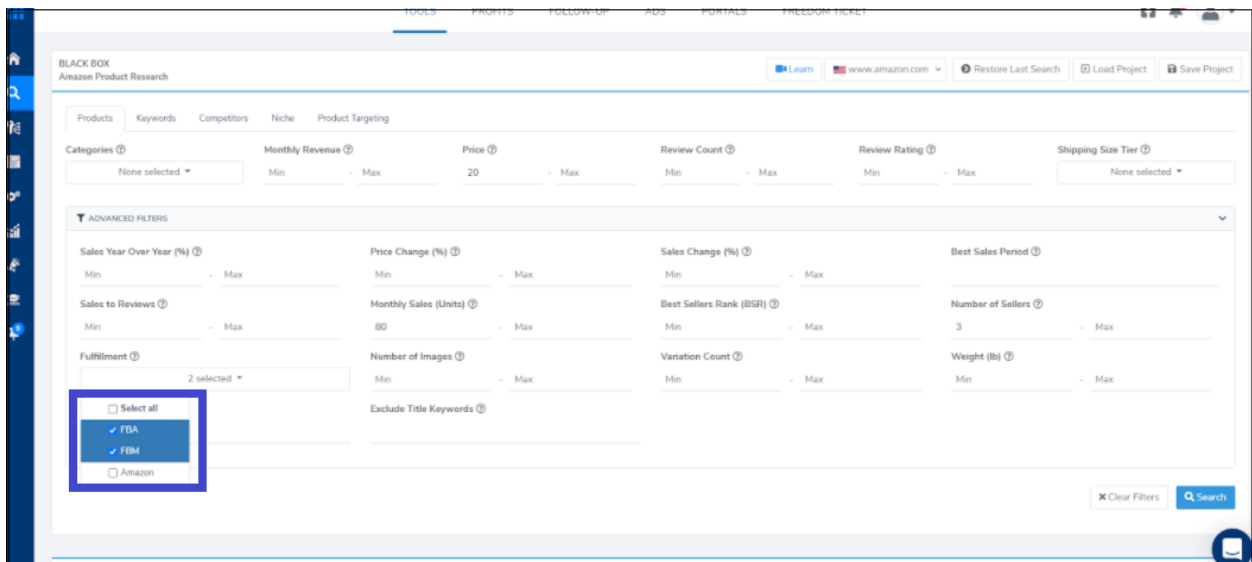 TOOLS PROFITS FOLLOW-UP ADS PORTALS FREEDOM TICKET
BLACK BOX
Amazon Product Research
Learn www.amazon.com Restore Last Search Load Project Save Project
Products Keywords Competitors Niche Product Targeting
Categories Monthly Revenue Price Review Count Review Rating Shipping Size Tier
None selected Min - Max 20 - Max Min - Max Min - Max None selected
ADVANCED FILTERS
Sales Year Over Year (%) Price Change (%) Sales Change (%) Best Sales Period
Min - Max Min - Max Min - Max
Sales to Reviews Monthly Sales (Units) Best Sellers Rank (BSR) Number of Sellers
Min - Max 80 - Max Min - Max 3 - Max
Fulfillment Number of Images Variation Count Weight (lb)
2 selected Min - Max Min - Max Min - Max
Select all Exclude Title Keywords
FBA
FBM
Amazon
Clear Filters Search